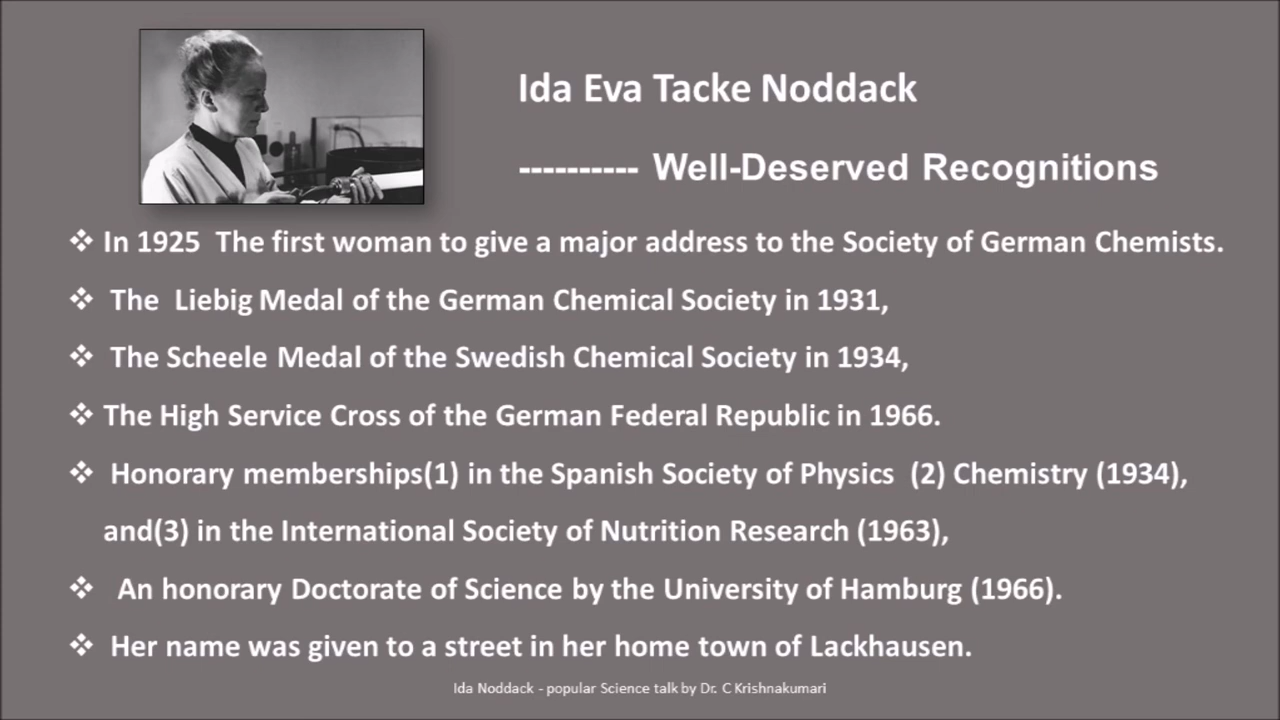 Ida Eva Tacke Noddack
---------- Well-Deserved Recognitions
❖ In 1925 The first woman to give a major address to the Society of German Chemists.
❖ The Liebig Medal of the German Chemical Society in 1931,
❖ The Scheele Medal of the Swedish Chemical Society in 1934,
❖ The High Service Cross of the German Federal Republic in 1966.
❖ Honorary memberships(1) in the Spanish Society of Physics (2) Chemistry (1934),
and(3) in the International Society of Nutrition Research (1963),
❖ An honorary Doctorate of Science by the University of Hamburg (1966).
❖ Her name was given to a street in her home town of Lackhausen.
Ida Noddack - popular Science talk by Dr. C Krishnakumari